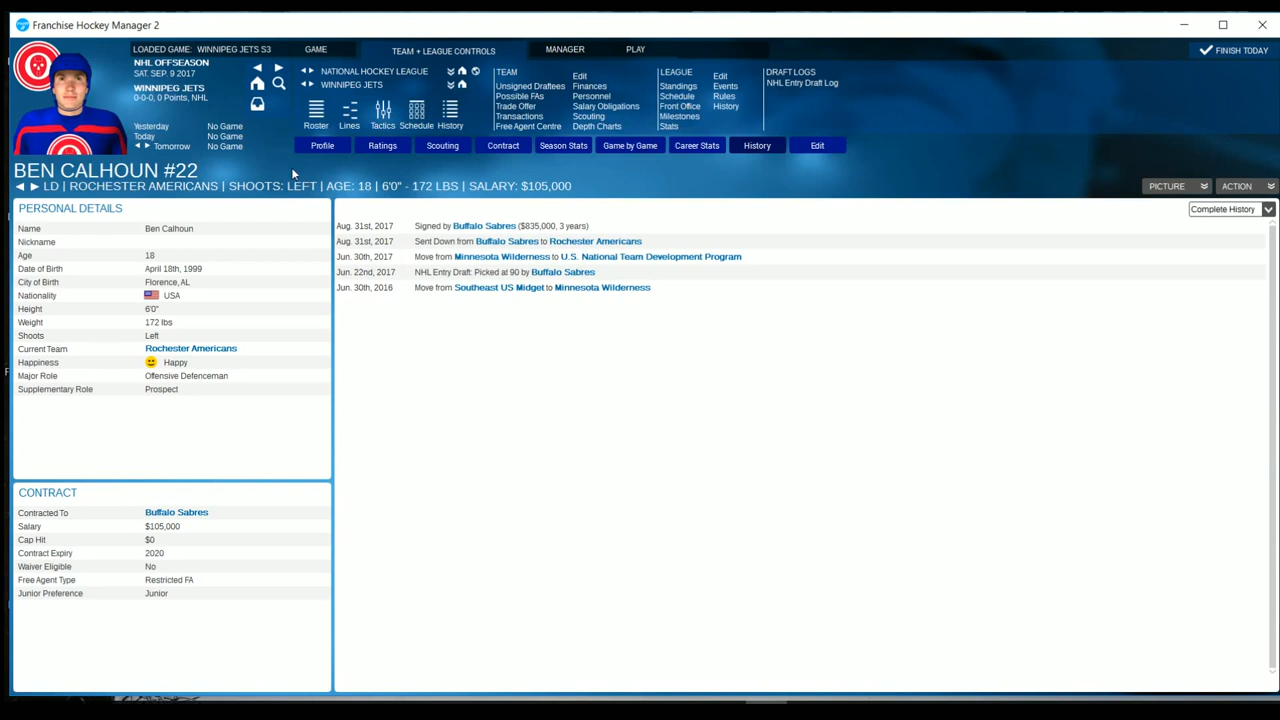 Franchise Hockey Manager 2
LOADED GAME: WINNIPEG JETS S3
GAME
TEAM + LEAGUE CONTROLS
MANAGER
PLAY
FINISH TODAY
NHL OFFSEASON
SAT. SEP. 9 2017
WINNIPEG JETS
0-0-0, 0 Points, NHL
Yesterday No Game
Today No Game
Tomorrow No Game
NATIONAL HOCKEY LEAGUE
WINNIPEG JETS
Roster Lines Tactics Schedule History
TEAM
Unsigned Draftees
Possible FAs
Trade Offer
Transactions
Free Agent Centre
Edit
Finances
Personnel
Salary Obligations
Scouting
Depth Charts
LEAGUE
Standings
Schedule
Front Office
Milestones
Stats
Edit
Events
Rules
History
DRAFT LOGS
NHL Entry Draft Log
Profile Ratings Scouting Contract Season Stats Game by Game Career Stats History Edit
BEN CALHOUN #22
LD | ROCHESTER AMERICANS | SHOOTS: LEFT | AGE: 18 | 6'0" - 172 LBS | SALARY: $105,000
PICTURE ACTION
PERSONAL DETAILS
Name Ben Calhoun
Nickname
Age 18
Date of Birth April 18th, 1999
City of Birth Florence, AL
Nationality USA
Height 6'0"
Weight 172 lbs
Shoots Left
Current Team Rochester Americans
Happiness Happy
Major Role Offensive Defenceman
Supplementary Role Prospect
CONTRACT
Contracted To Buffalo Sabres
Salary $105,000
Cap Hit $0
Contract Expiry 2020
Waiver Eligible No
Free Agent Type Restricted FA
Junior Preference Junior
Complete History
Aug. 31st, 2017 Signed by Buffalo Sabres ($835,000, 3 years)
Aug. 31st, 2017 Sent Down from Buffalo Sabres to Rochester Americans
Jun. 30th, 2017 Move from Minnesota Wilderness to U.S. National Team Development Program
Jun. 22nd, 2017 NHL Entry Draft: Picked at 90 by Buffalo Sabres
Jun. 30th, 2016 Move from Southeast US Midget to Minnesota Wilderness